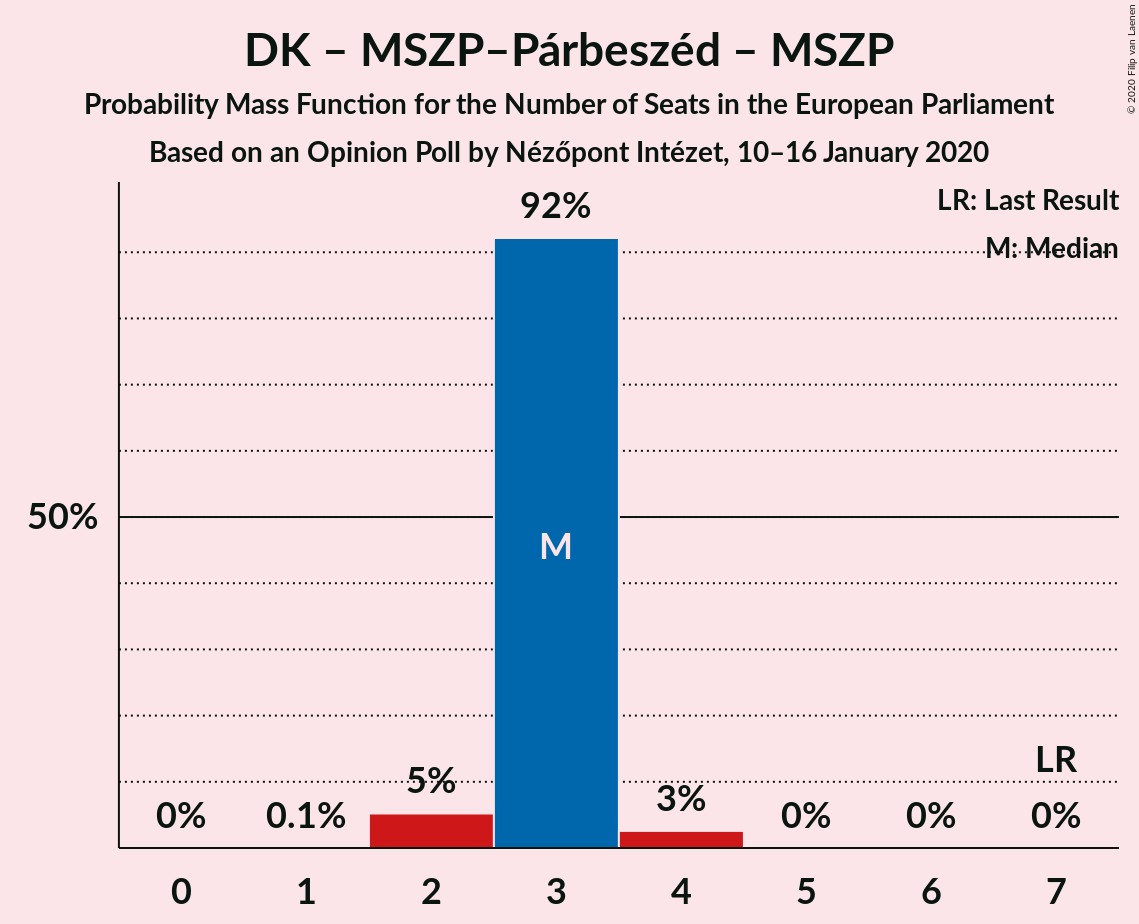 DK – MSZP–Párbeszéd – MSZP
Probability Mass Function for the Number of Seats in the European Parliament
Based on an Opinion Poll by Nézőpont Intézet, 10–16 January 2020
© 2020 Filip van Laenen
LR: Last Result
M: Median
92%
50%
M
LR
0% 0.1% 5% 3% 0% 0% 0%
0 1 2 3 4 5 6 7